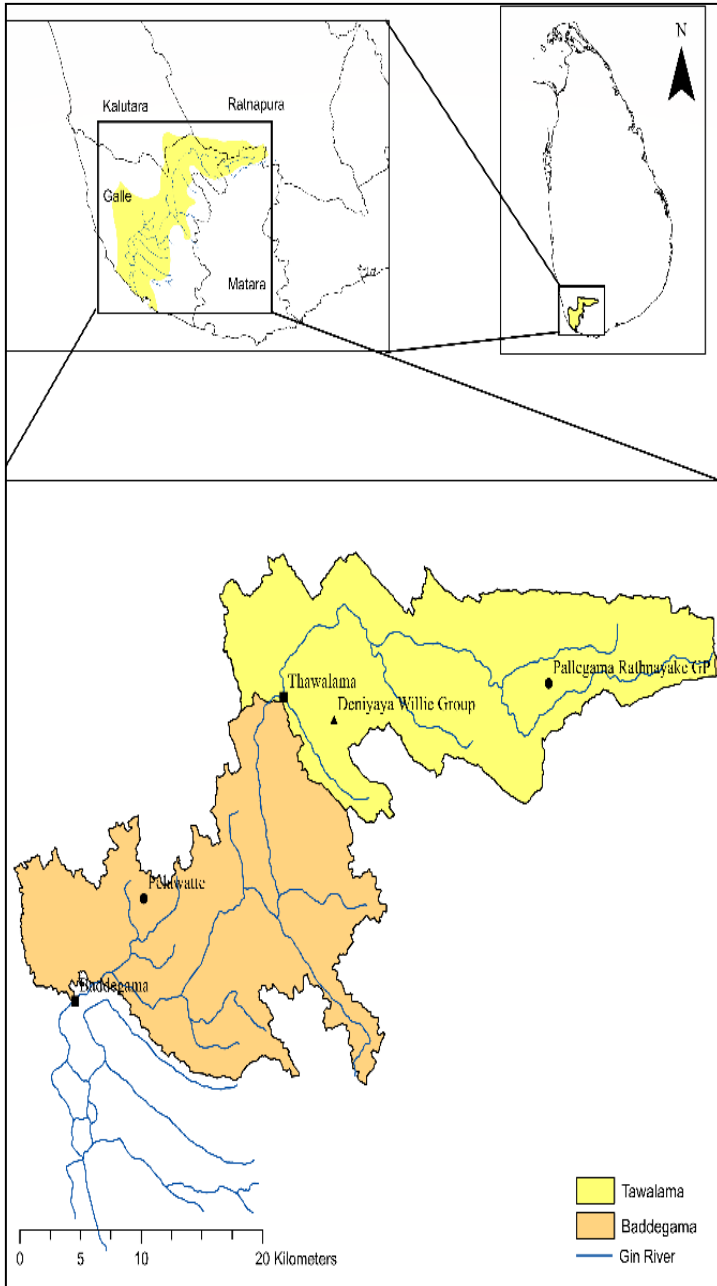 N
Kalutara
Ratnapura
Galle
Matara
Thawalama
Pallegama Rathnayake GP
Deniyaya Willie Group
Pelawatte
Baddegama
Tawalama
Baddegama
Gin River
0 5 10 20 Kilometers